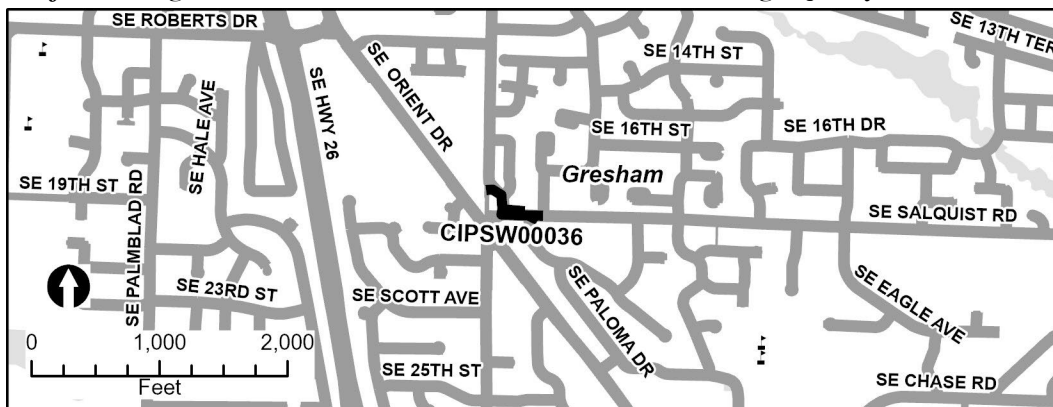 SE ROBERTS DR
SE 13TH TER
SE 14TH ST
SE ORIENT DR
SE HWY 26
SE HALE AVE
SE 16TH ST
SE 16TH DR
Gresham
SE 19TH ST
SE PALMBLAD RD
SE SALQUIST RD
CIPSW00036
SE 23RD ST
SE SCOTT AVE
SE PALOMA DR
SE EAGLE AVE
0 1,000 2,000
Feet
SE 25TH ST
SE CHASE RD